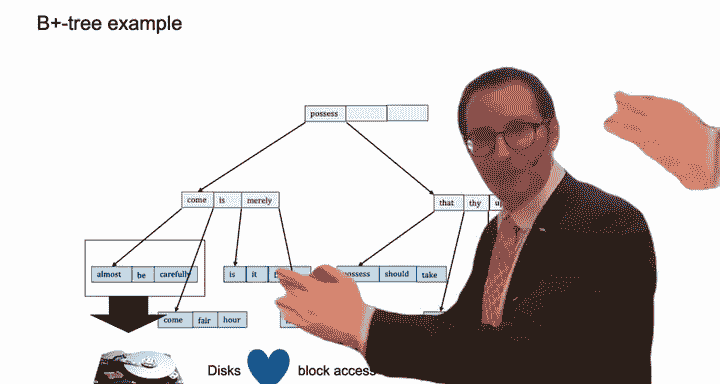 B+-tree example
possess
come is merely
that thy
almost be carefully
is it
possess should take
come fair hour
Disks block access